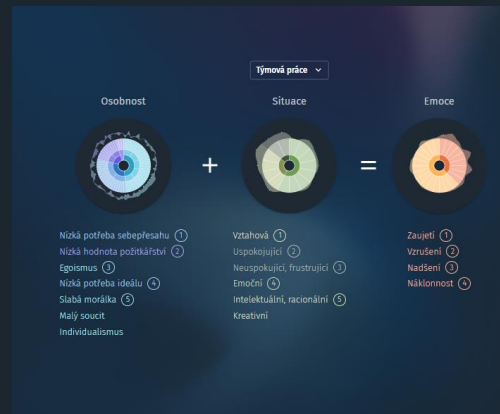 Týmová práce
Osobnost
Situace
Emoce
+
=
Nízká potřeba sebepřesahu 1
Nízká hodnota požitkářství 2
Egoismus 3
Nízká potřeba ideálu 4
Slabá morálka 5
Malý soucit
Individualismus
Vztahová 1
Uspokojující 2
Neuspokující, frustrující 3
Emoční 4
Intelektuální, racionální 5
Kreativní
Zaujetí 1
Vzrušení 2
Nadšení 3
Náklonnost 4